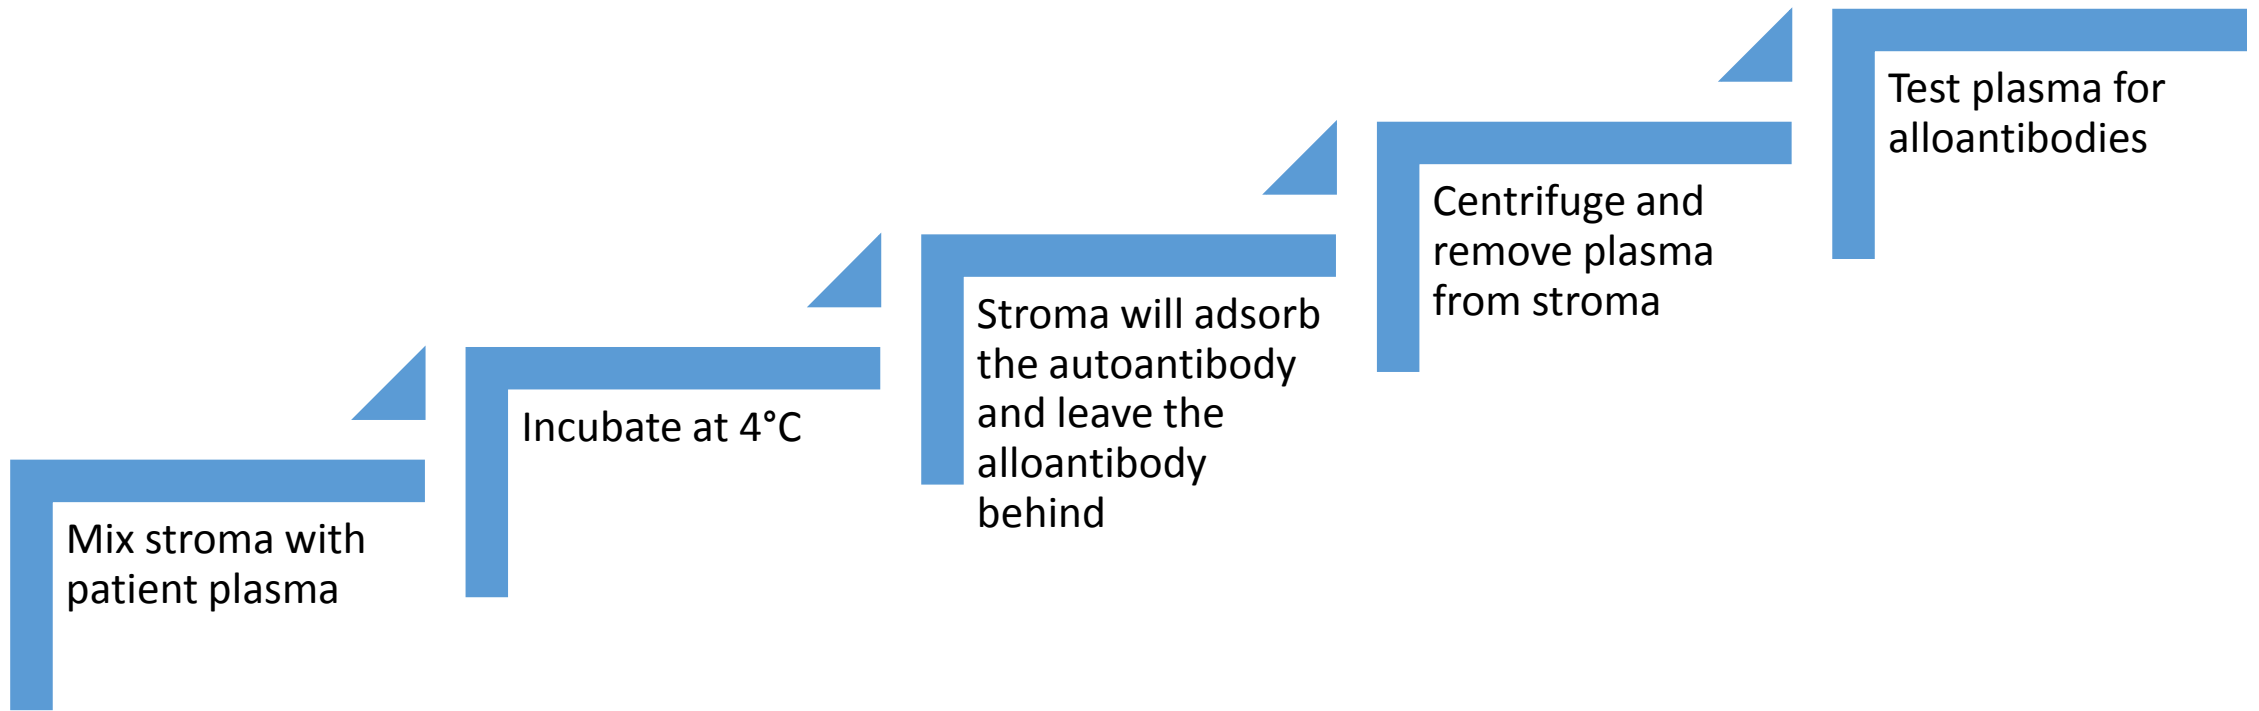 Mix stroma with
patient plasma
Incubate at 4°C
Stroma will adsorb
the autoantibody
and leave the
alloantibody
behind
Centrifuge and
remove plasma
from stroma
Test plasma for
alloantibodies